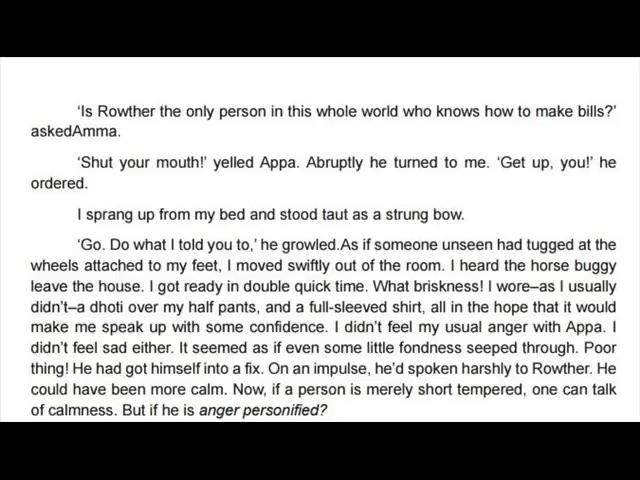 ‘Is Rowther the only person in this whole world who knows how to make bills?’
askedAmma.
‘Shut your mouth!’ yelled Appa. Abruptly he turned to me. ‘Get up, you!’ he
ordered.
I sprang up from my bed and stood taut as a strung bow.
‘Go. Do what I told you to,’ he growled.As if someone unseen had tugged at the
wheels attached to my feet, I moved swiftly out of the room. I heard the horse buggy
leave the house. I got ready in double quick time. What briskness! I wore–as I usually
didn’t–a dhoti over my half pants, and a full-sleeved shirt, all in the hope that it would
make me speak up with some confidence. I didn’t feel my usual anger with Appa. I
didn’t feel sad either. It seemed as if even some little fondness seeped through. Poor
thing! He had got himself into a fix. On an impulse, he’d spoken harshly to Rowther. He
could have been more calm. Now, if a person is merely short tempered, one can talk
of calmness. But if he is anger personified?